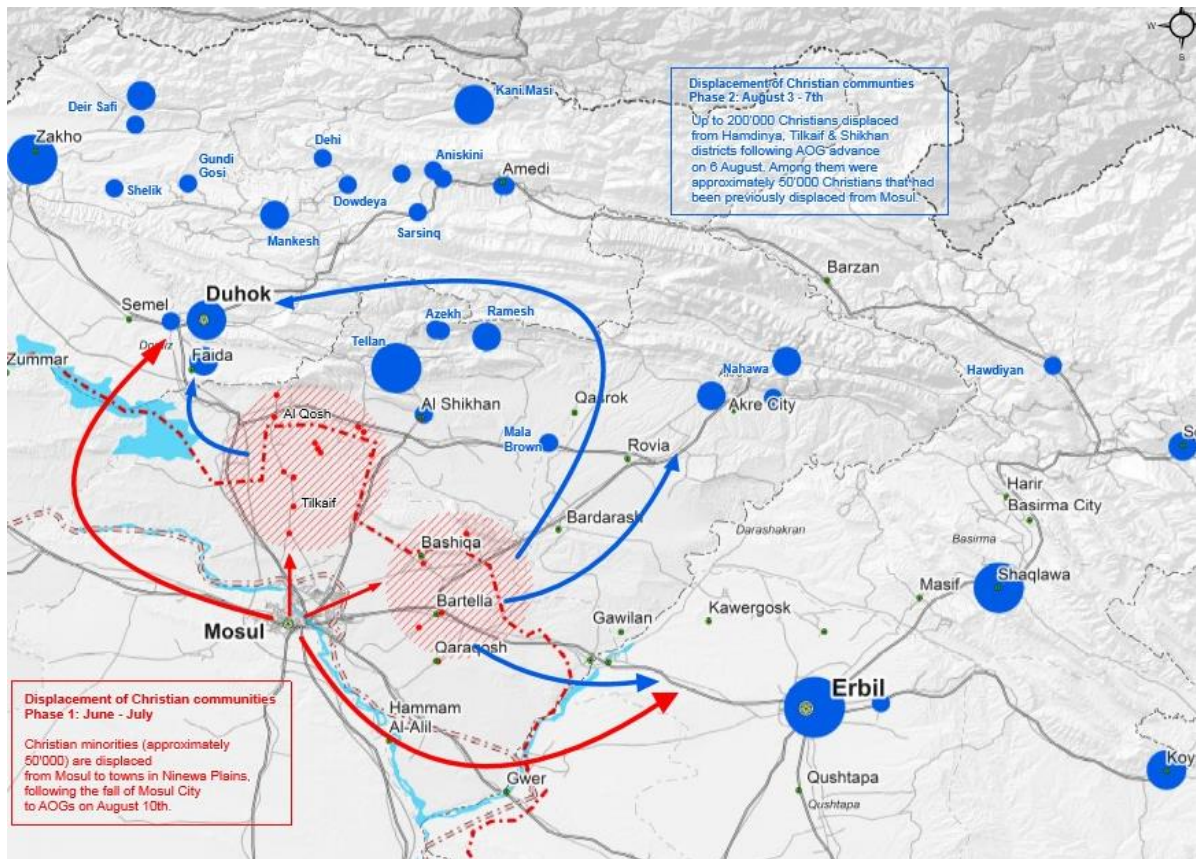 W
S
Displacement of Christian communties
Phase 2: August 3 - 7th
Up to 200'000 Christians displaced
from Hamdinya, Tilkaif & Shikhan
districts following AOG advance
on 6 August. Among them were
approximately 50'000 Christians that had
been previously displaced from Mosul.
Kani Masi
Deir Safi
Zakho
Dehi
Aniskini
Gundi
Gosi
Amedi
Shelik
Dowdeya
Sarsinq
Mankesh
Barzan
Duhok
Semel
Azekh
Ramesh
Tellan
Faida
Zummar
Nahawa
Hawdiyan
Akre City
Al Shikhan
Al Qosh
Qasrok
Mala
Brown
Rovia
Harir
Basirma City
Tilkaif
Bardarash
Darashakran
Basirma
Bashiqa
Shaqlawa
Masif
Bartella
Kawergosk
Gawilan
Mosul
Qaraqosh
Erbil
Displacement of Christian communities
Phase 1: June - July
Christian minorities (approximately
50'000) are displaced
from Mosul to towns in Ninewa Plains,
following the fall of Mosul City
to AOGs on August 10th.
Hammam
Al-Alil
Gwer
Qushtapa
Qushtapa
Koy